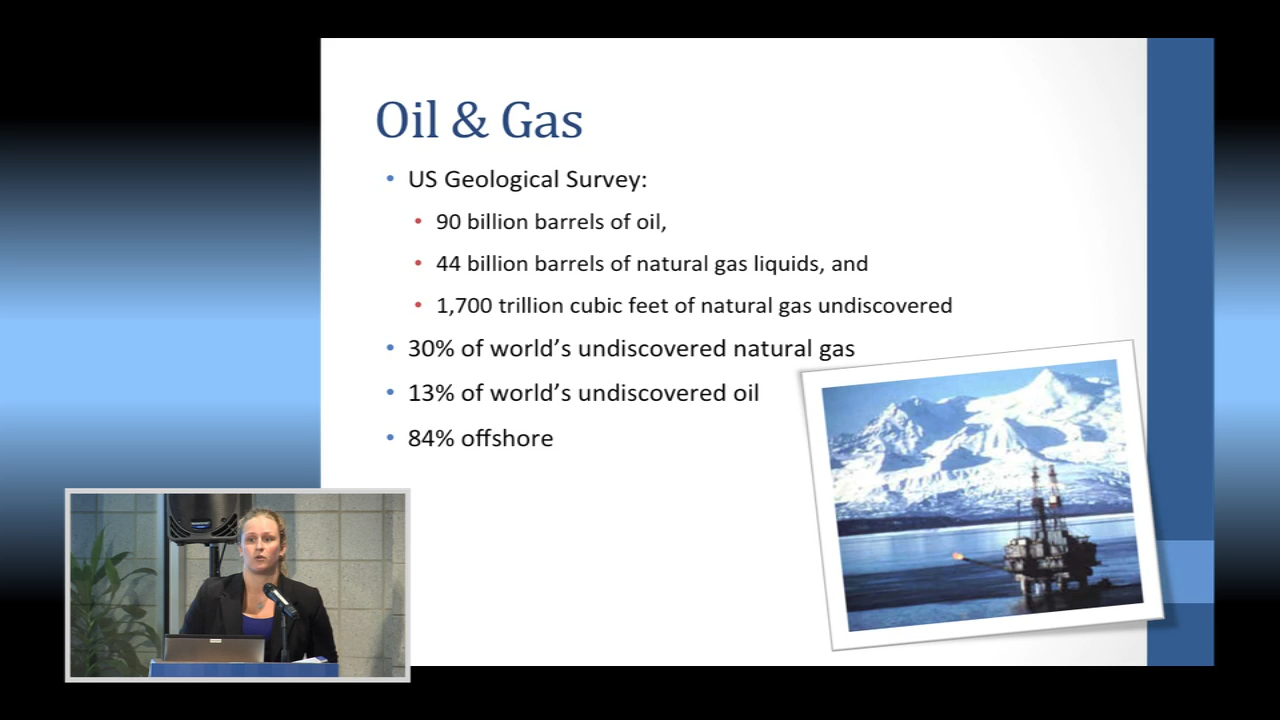 Oil & Gas
US Geological Survey:
90 billion barrels of oil,
44 billion barrels of natural gas liquids, and
1,700 trillion cubic feet of natural gas undiscovered
30% of world's undiscovered natural gas
13% of world's undiscovered oil
84% offshore